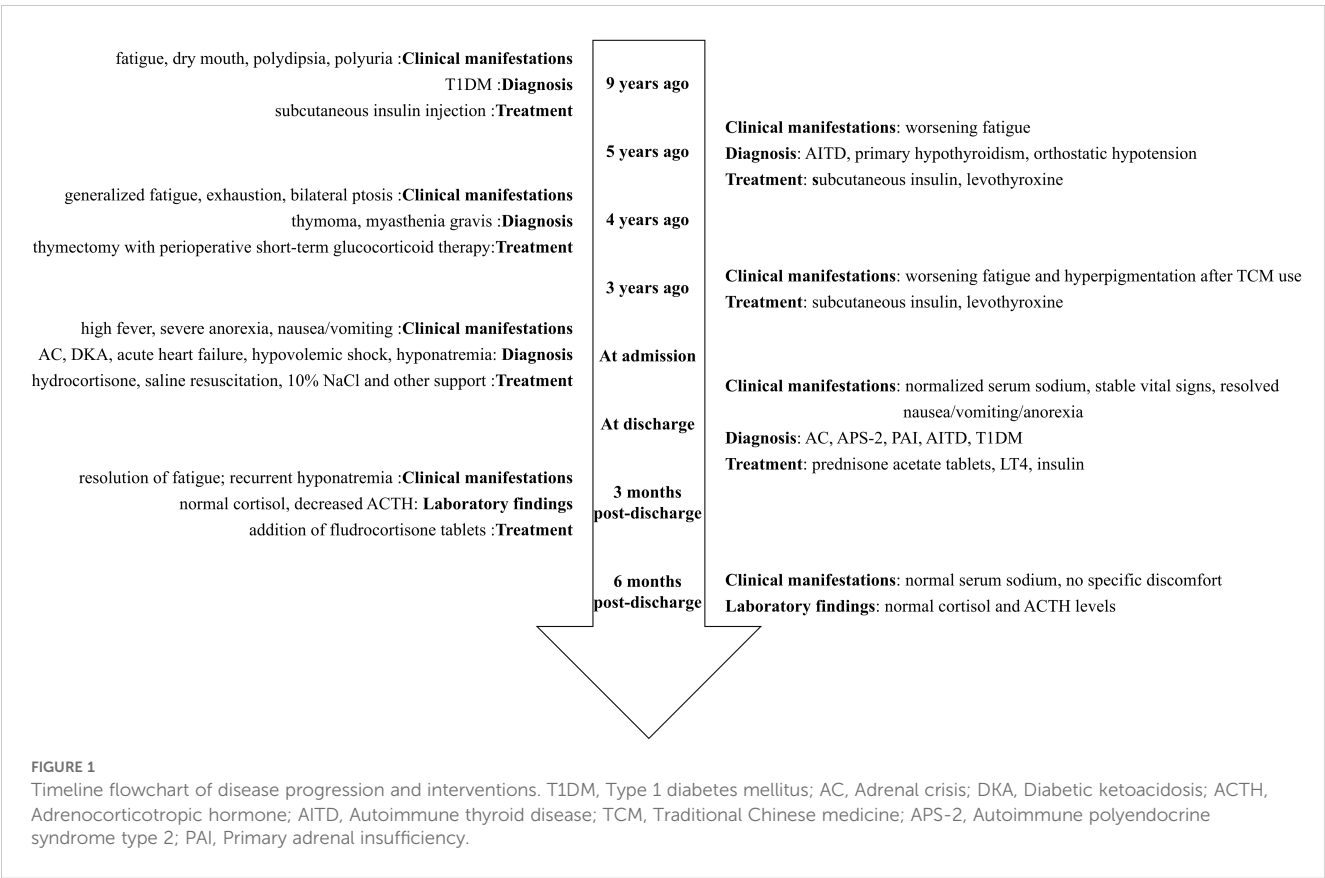 fatigue, dry mouth, polydipsia, polyuria :Clinical manifestations
T1DM :Diagnosis
subcutaneous insulin injection :Treatment
9 years ago
5 years ago
Clinical manifestations: worsening fatigue
Diagnosis: AITD, primary hypothyroidism, orthostatic hypotension
Treatment: subcutaneous insulin, levothyroxine
generalized fatigue, exhaustion, bilateral ptosis :Clinical manifestations
thymoma, myasthenia gravis :Diagnosis
thymectomy with perioperative short-term glucocorticoid therapy:Treatment
4 years ago
3 years ago
Clinical manifestations: worsening fatigue and hyperpigmentation after TCM use
Treatment: subcutaneous insulin, levothyroxine
high fever, severe anorexia, nausea/vomiting :Clinical manifestations
AC, DKA, acute heart failure, hypovolemic shock, hyponatremia: Diagnosis
hydrocortisone, saline resuscitation, 10% NaCl and other support :Treatment
At admission
At discharge
Clinical manifestations: normalized serum sodium, stable vital signs, resolved
nausea/vomiting/anorexia
Diagnosis: AC, APS-2, PAI, AITD, T1DM
Treatment: prednisone acetate tablets, LT4, insulin
resolution of fatigue; recurrent hyponatremia :Clinical manifestations
normal cortisol, decreased ACTH: Laboratory findings
addition of fludrocortisone tablets :Treatment
3 months
post-discharge
6 months
post-discharge
Clinical manifestations: normal serum sodium, no specific discomfort
Laboratory findings: normal cortisol and ACTH levels
FIGURE 1
Timeline flowchart of disease progression and interventions. T1DM, Type 1 diabetes mellitus; AC, Adrenal crisis; DKA, Diabetic ketoacidosis; ACTH,
Adrenocorticotropic hormone; AITD, Autoimmune thyroid disease; TCM, Traditional Chinese medicine; APS-2, Autoimmune polyendocrine
syndrome type 2; PAI, Primary adrenal insufficiency.